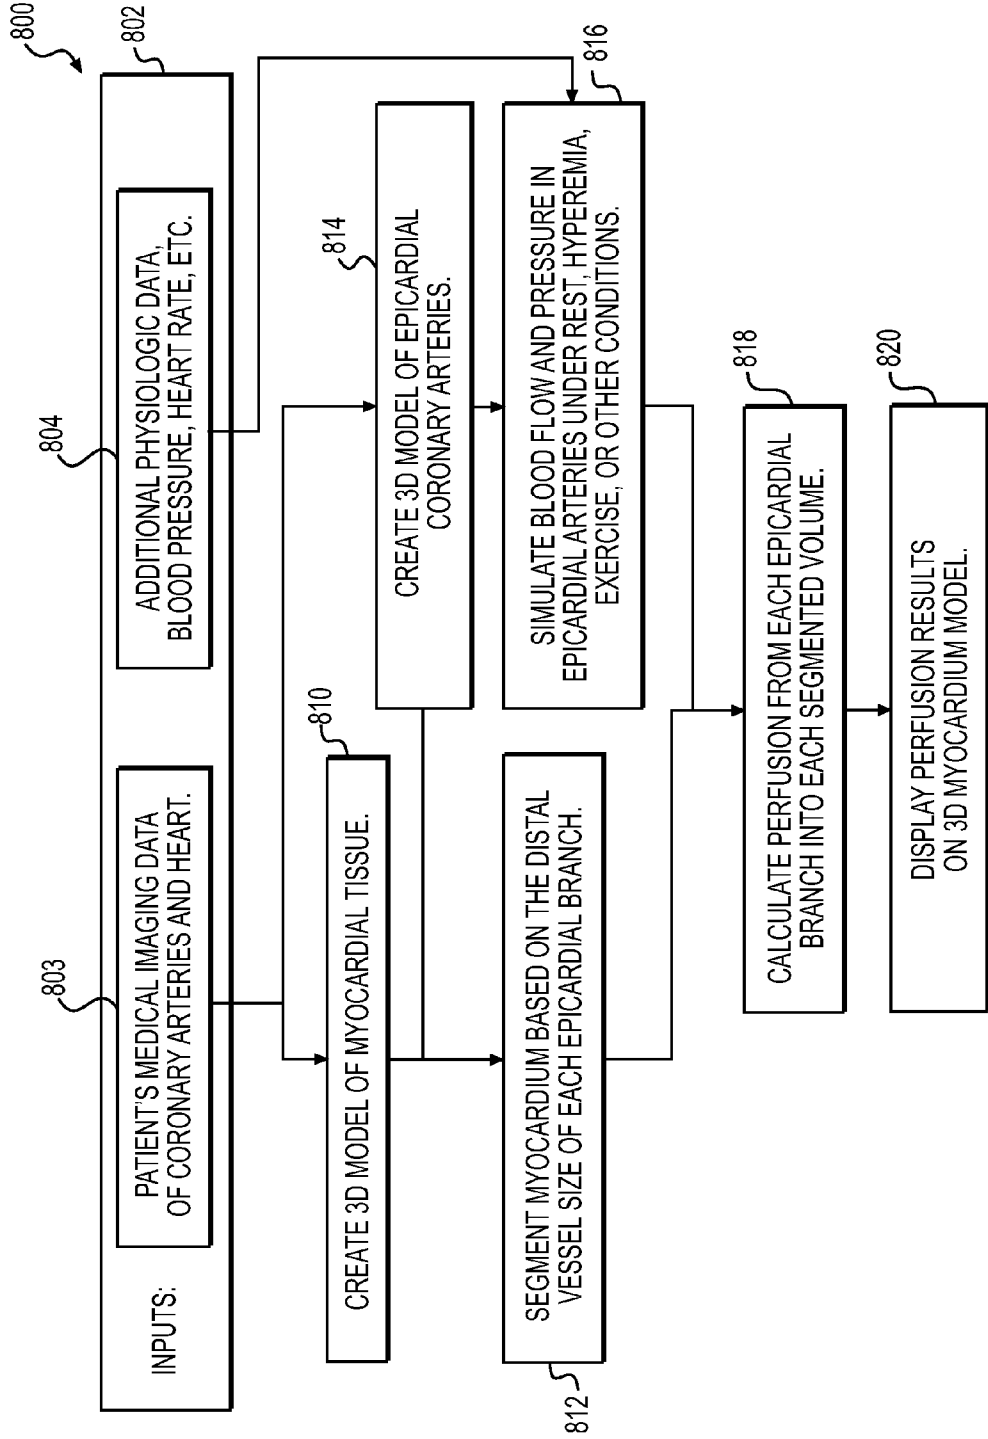 800
802
INPUTS:
803
PATIENT'S MEDICAL IMAGING DATA
OF CORONARY ARTERIES AND HEART.
804
ADDITIONAL PHYSIOLOGIC DATA,
BLOOD PRESSURE, HEART RATE, ETC.
810
CREATE 3D MODEL OF MYOCARDIAL TISSUE.
814
CREATE 3D MODEL OF EPICARDIAL
CORONARY ARTERIES.
812
SEGMENT MYOCARDIUM BASED ON THE DISTAL
VESSEL SIZE OF EACH EPICARDIAL BRANCH.
816
SIMULATE BLOOD FLOW AND PRESSURE IN
EPICARDIAL ARTERIES UNDER REST, HYPEREMIA,
EXERCISE, OR OTHER CONDITIONS.
818
CALCULATE PERFUSION FROM EACH EPICARDIAL
BRANCH INTO EACH SEGMENTED VOLUME.
820
DISPLAY PERFUSION RESULTS
ON 3D MYOCARDIUM MODEL.